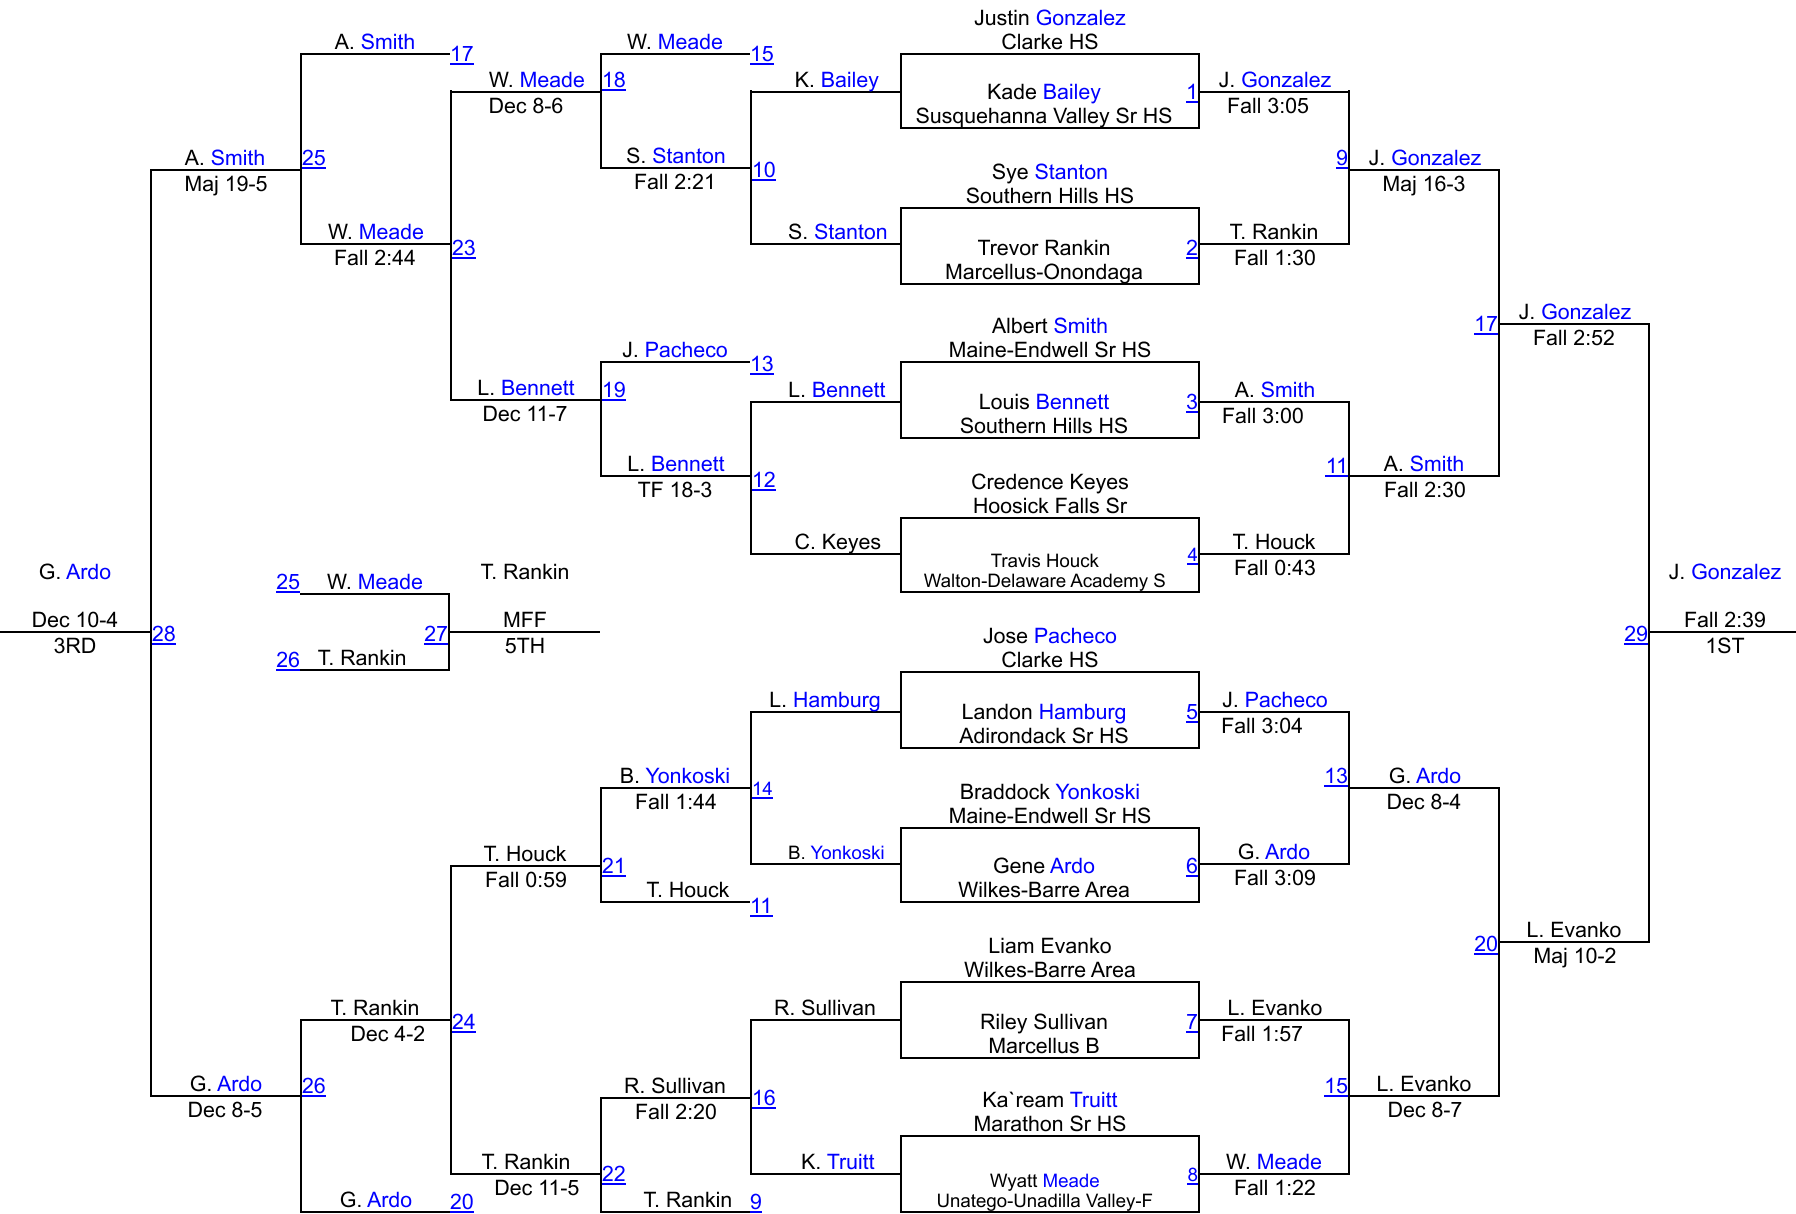 Justin Gonzalez
Clarke HS
A. Smith
17
W. Meade
15
W. Meade
18
Dec 8-6
K. Bailey
Kade Bailey
Susquehanna Valley Sr HS
1
J. Gonzalez
Fall 3:05
A. Smith
25
Maj 19-5
S. Stanton
10
Fall 2:21
Sye Stanton
Southern Hills HS
9
J. Gonzalez
Maj 16-3
W. Meade
23
Fall 2:44
S. Stanton
Trevor Rankin
Marcellus-Onondaga
2
T. Rankin
Fall 1:30
Albert Smith
Maine-Endwell Sr HS
17
J. Gonzalez
Fall 2:52
J. Pacheco
13
L. Bennett
19
Dec 11-7
L. Bennett
Louis Bennett
Southern Hills HS
3
A. Smith
Fall 3:00
L. Bennett
12
TF 18-3
Credence Keyes
Hoosick Falls Sr
11
A. Smith
Fall 2:30
C. Keyes
Travis Houck
Walton-Delaware Academy S
4
T. Houck
Fall 0:43
G. Ardo
Dec 10-4
3RD
28
25
W. Meade
T. Rankin
27
MFF
5TH
26
T. Rankin
J. Gonzalez
29
Fall 2:39
1ST
Jose Pacheco
Clarke HS
L. Hamburg
Landon Hamburg
Adirondack Sr HS
5
J. Pacheco
Fall 3:04
B. Yonkoski
14
Fall 1:44
Braddock Yonkoski
Maine-Endwell Sr HS
13
G. Ardo
Dec 8-4
T. Houck
21
Fall 0:59
B. Yonkoski
Gene Ardo
Wilkes-Barre Area
6
G. Ardo
Fall 3:09
T. Houck
11
Liam Evanko
Wilkes-Barre Area
20
L. Evanko
Maj 10-2
T. Rankin
24
Dec 4-2
R. Sullivan
Riley Sullivan
Marcellus B
7
L. Evanko
Fall 1:57
G. Ardo
26
Dec 8-5
R. Sullivan
16
Fall 2:20
Ka`ream Truitt
Marathon Sr HS
15
L. Evanko
Dec 8-7
T. Rankin
22
Dec 11-5
K. Truitt
Wyatt Meade
Unatego-Unadilla Valley-F
8
W. Meade
Fall 1:22
G. Ardo
20
T. Rankin
9